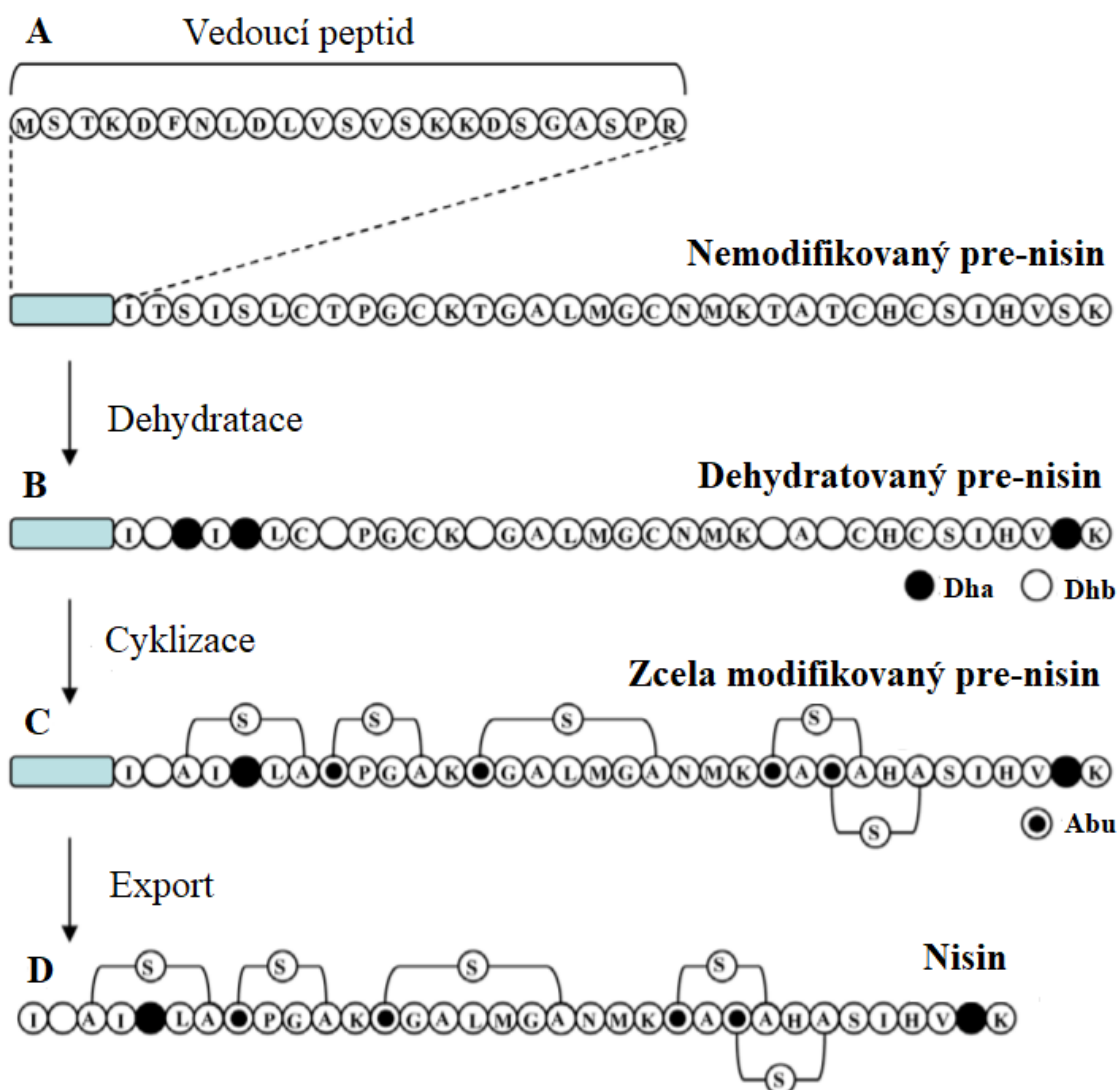 A Vedoucí peptid
M S T K D F N L D L V S V S K K D S G A S P R
Nemodifikovaný pre-nisin
I T S I S L C T P G C K T G A L M G C N M K T A T C H C S I H V S K
Dehydratace
B Dehydratovaný pre-nisin
I I L C P G C K G A L M G C N M K A C H C S I H V K
Dha Dhb
Cyklizace
Zcela modifikovaný pre-nisin
C S S S S
I A I L A P G A K G A L M G A N M K A A H A S I H V K
S Abu
Export
D S S S S Nisin
I A I L A P G A K G A L M G A N M K A A H A S I H V K
S